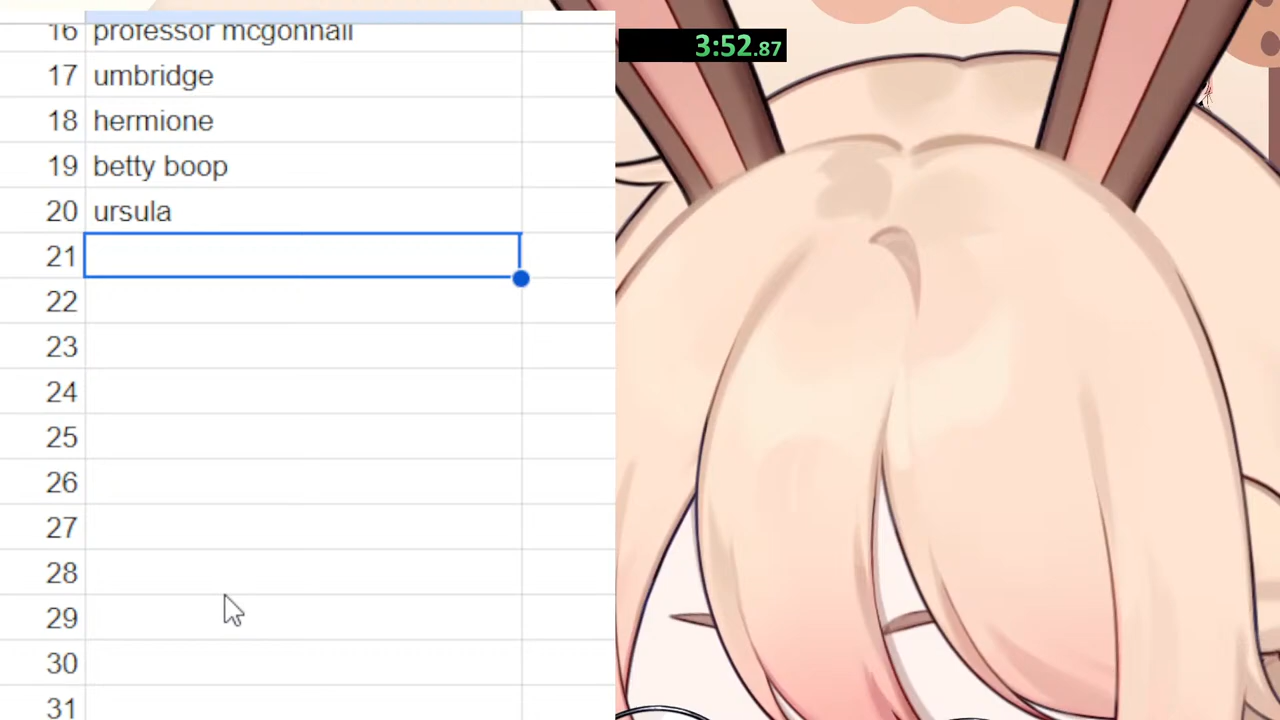 16 professor mcgonnall
3:52.87
17 umbridge
18 hermione
19 betty boop
20 ursula
21
22
23
24
25
26
27
28
29
30
31